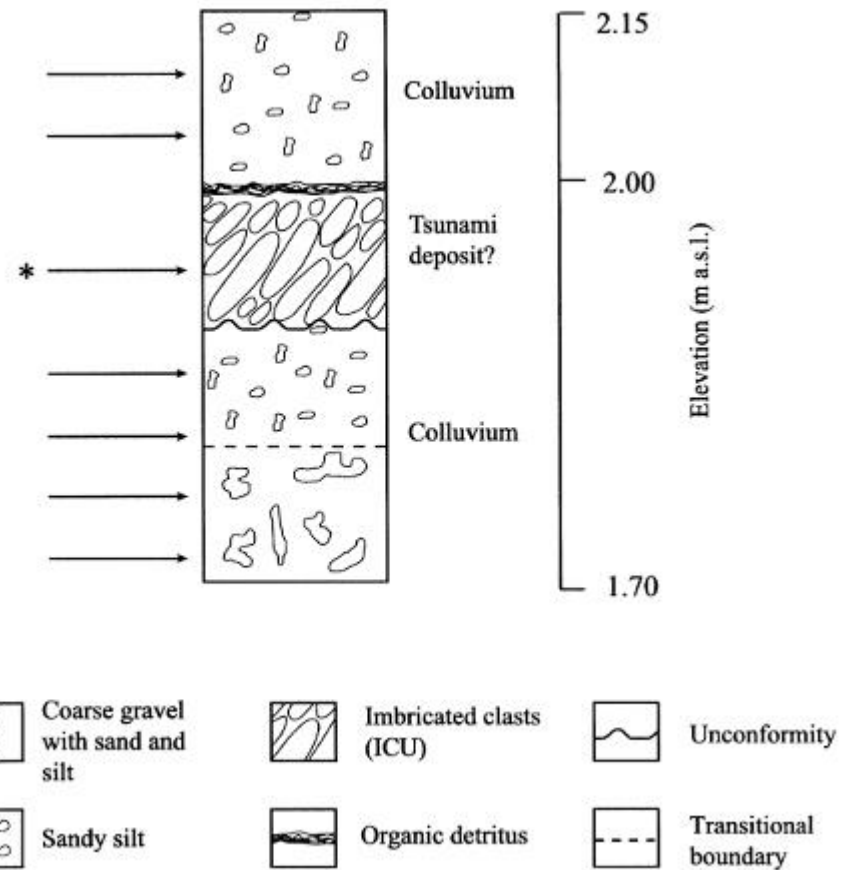 2.15
Colluvium
2.00
Tsunami
deposit?
*
Elevation (m a.s.l.)
Colluvium
1.70
Coarse gravel
with sand and
silt
Imbricated clasts
(ICU)
Unconformity
Sandy silt
Organic detritus
Transitional
boundary